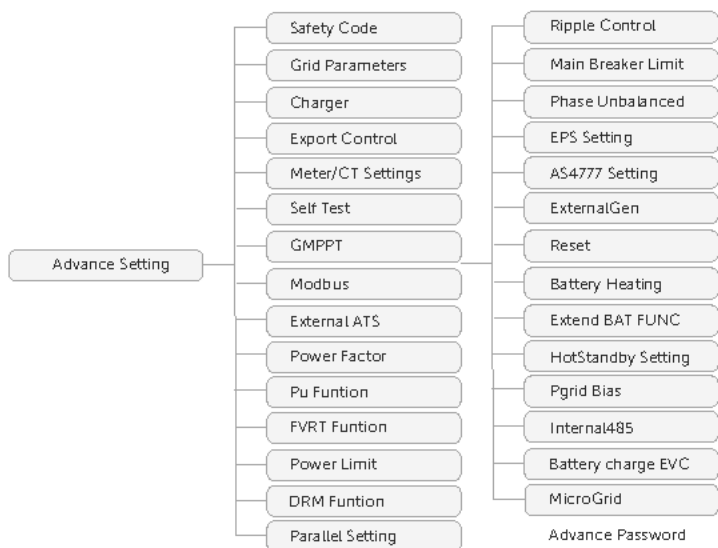 Advance Setting
Safety Code
Grid Parameters
Charger
Export Control
Meter/CT Settings
Self Test
GMPPT
Modbus
External ATS
Power Factor
Pu Funtion
FVRT Funtion
Power Limit
DRM Funtion
Parallel Setting
Ripple Control
Main Breaker Limit
Phase Unbalanced
EPS Setting
AS4777 Setting
ExternalGen
Reset
Battery Heating
Extend BAT FUNC
HotStandby Setting
Pgrid Bias
Internal485
Battery charge EVC
MicroGrid
Advance Password